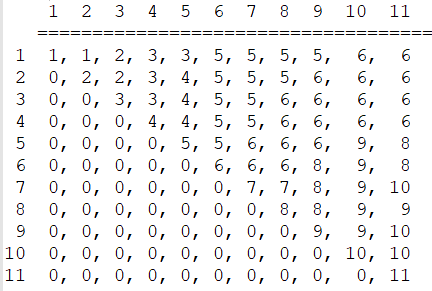 1 2 3 4 5 6 7 8 9 10 11
=====================================
1 1, 1, 2, 3, 3, 5, 5, 5, 5, 6, 6
2 0, 2, 2, 3, 4, 5, 5, 5, 6, 6, 6
3 0, 0, 3, 3, 4, 5, 5, 6, 6, 6, 6
4 0, 0, 0, 4, 4, 5, 5, 6, 6, 6, 6
5 0, 0, 0, 0, 5, 5, 6, 6, 6, 9, 8
6 0, 0, 0, 0, 0, 6, 6, 6, 8, 9, 8
7 0, 0, 0, 0, 0, 0, 7, 7, 8, 9, 10
8 0, 0, 0, 0, 0, 0, 0, 8, 8, 9, 9
9 0, 0, 0, 0, 0, 0, 0, 0, 9, 9, 10
10 0, 0, 0, 0, 0, 0, 0, 0, 0, 10, 10
11 0, 0, 0, 0, 0, 0, 0, 0, 0, 0, 11